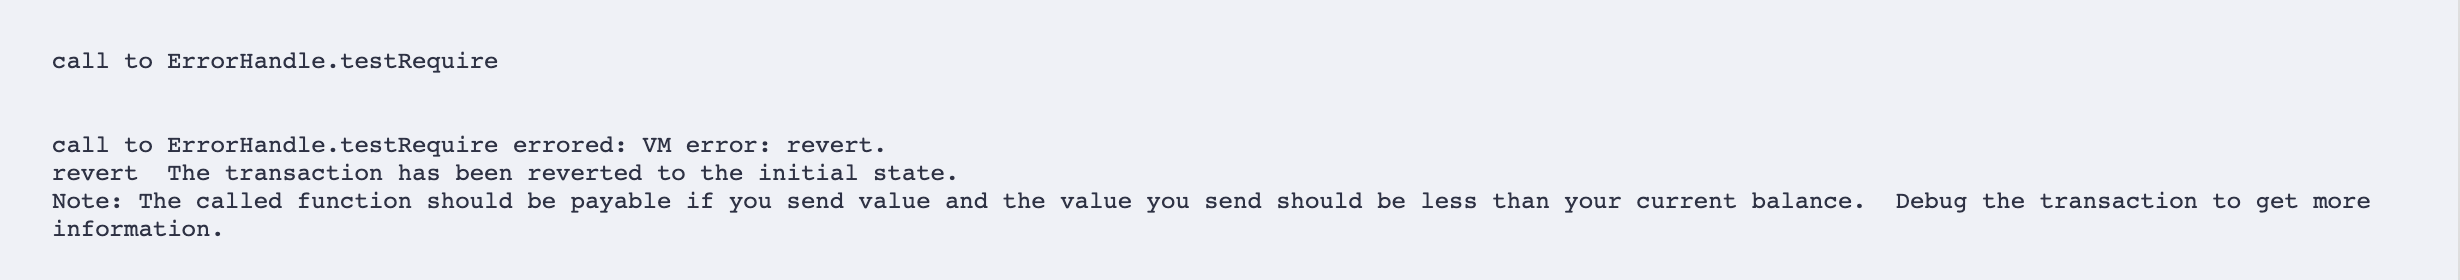 call to ErrorHandle.testRequire
call to ErrorHandle.testRequire errored: VM error: revert.
revert  The transaction has been reverted to the initial state.
Note: The called function should be payable if you send value and the value you send should be less than your current balance.  Debug the transaction to get more
information.